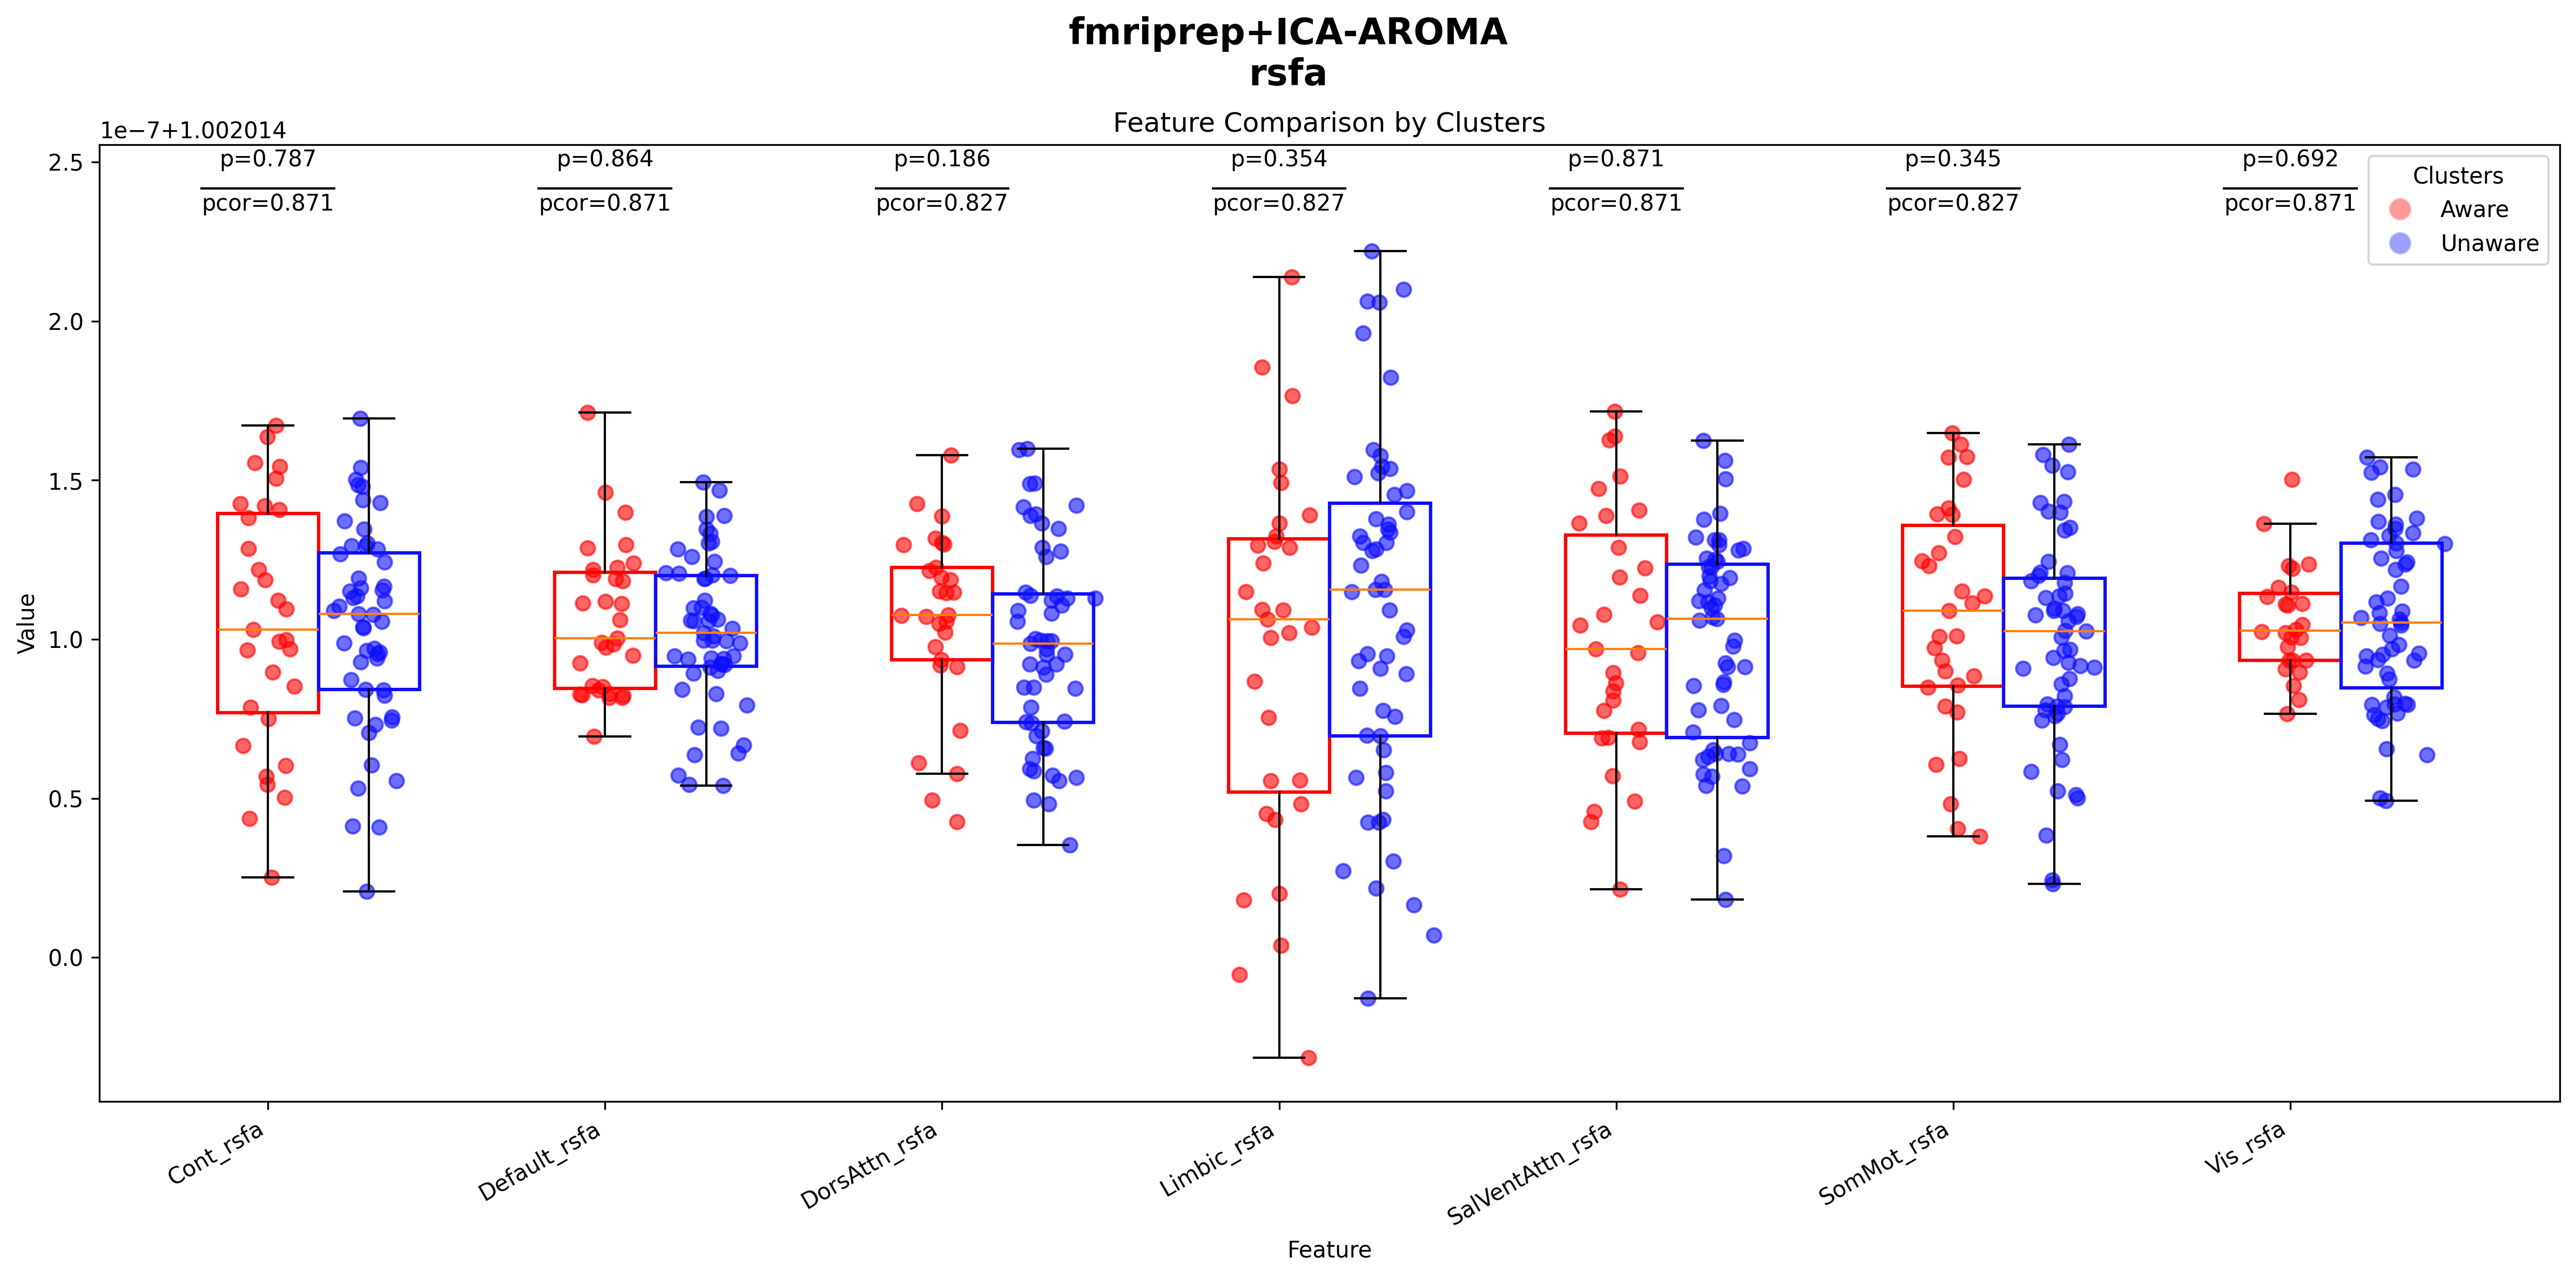 fmriprep+ICA-AROMA
rsfa
Feature Comparison by Clusters
1e−7+1.002014
p=0.787 p=0.864 p=0.186 p=0.354 p=0.871 p=0.345 p=0.692
pcor=0.871 pcor=0.871 pcor=0.827 pcor=0.827 pcor=0.871 pcor=0.827 pcor=0.871
Clusters
Aware
Unaware
2.5
2.0
1.5
1.0
0.5
0.0
Value
Cont_rsfa Default_rsfa DorsAttn_rsfa Limbic_rsfa SalVentAttn_rsfa SomMot_rsfa Vis_rsfa
Feature